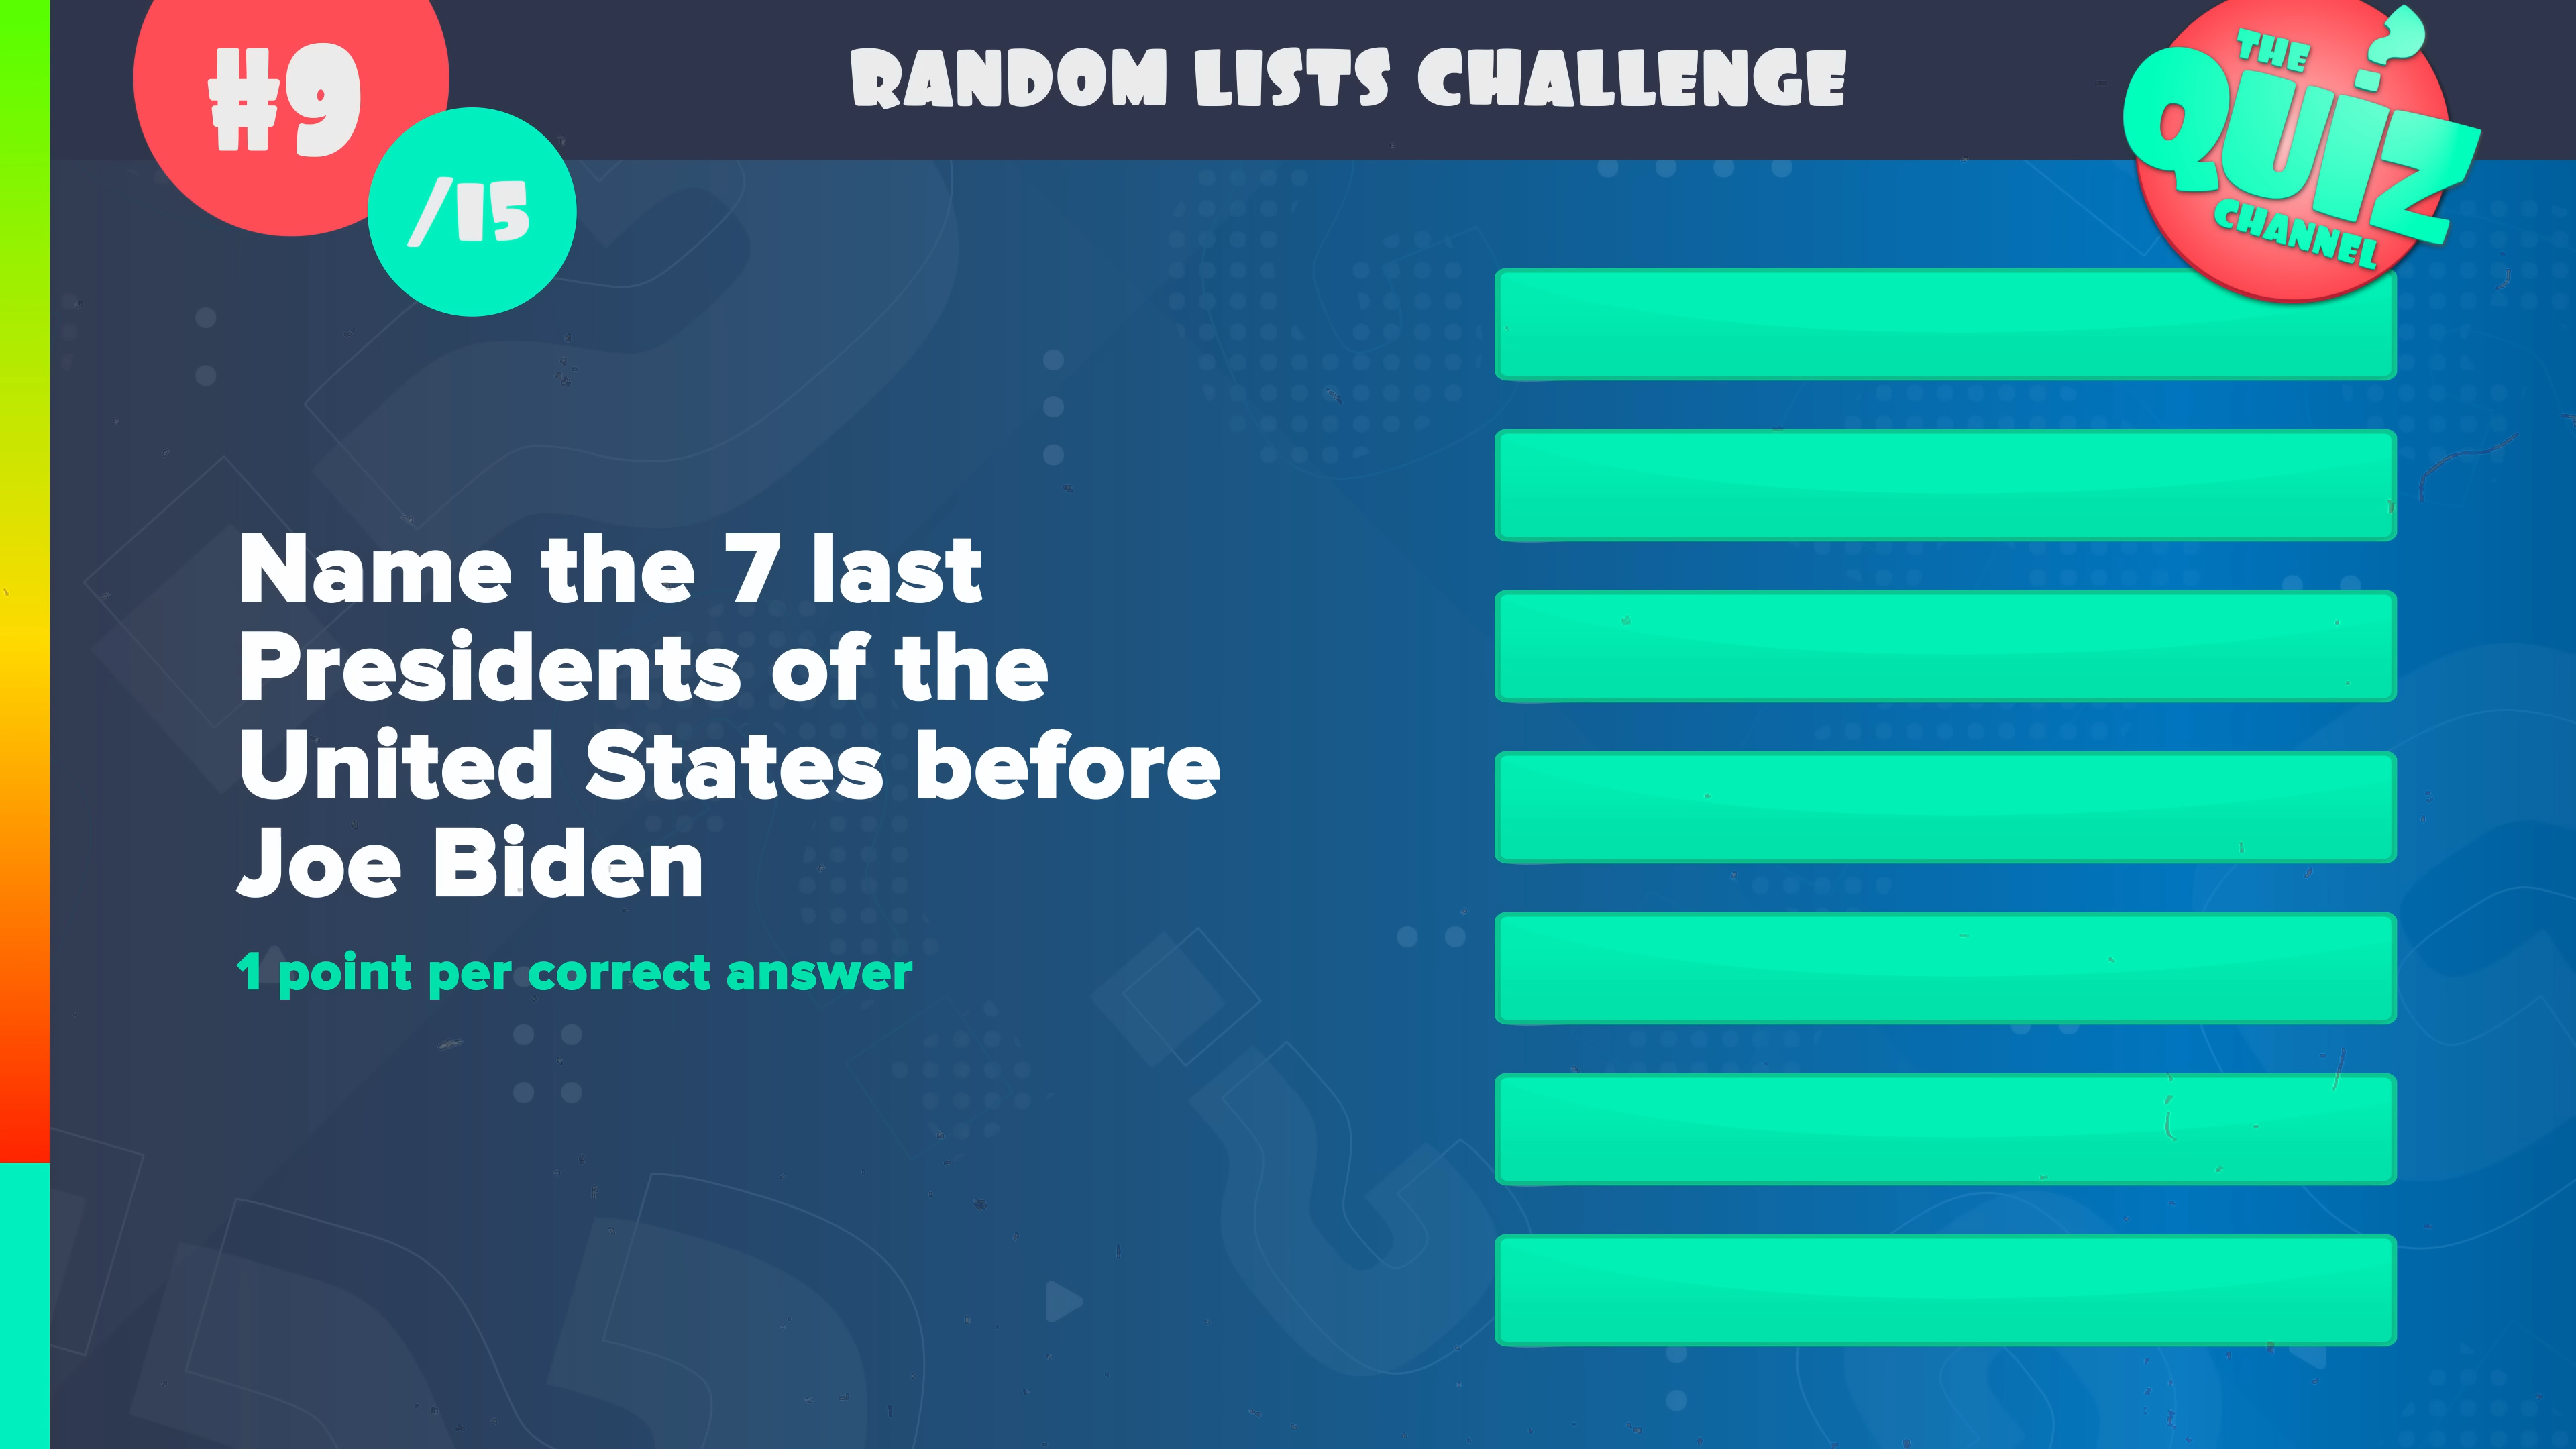 #9
/15
RANDOM LISTS CHALLENGE
THE
QUIZ
CHANNEL
Name the 7 last
Presidents of the
United States before
Joe Biden
1 point per correct answer